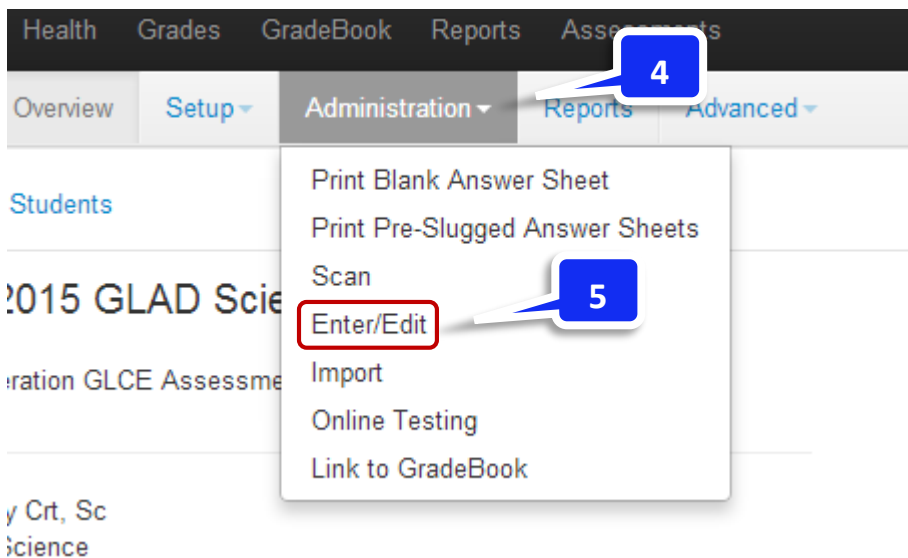 Health Grades GradeBook Reports Assessments
4
Overview Setup Administration Reports Advanced
Print Blank Answer Sheet
Students
Print Pre-Slugged Answer Sheets
Scan
2015 GLAD Scie
5
Enter/Edit
eration GLCE Assessme
Import
Online Testing
Link to GradeBook
y Crt, Sc
Science